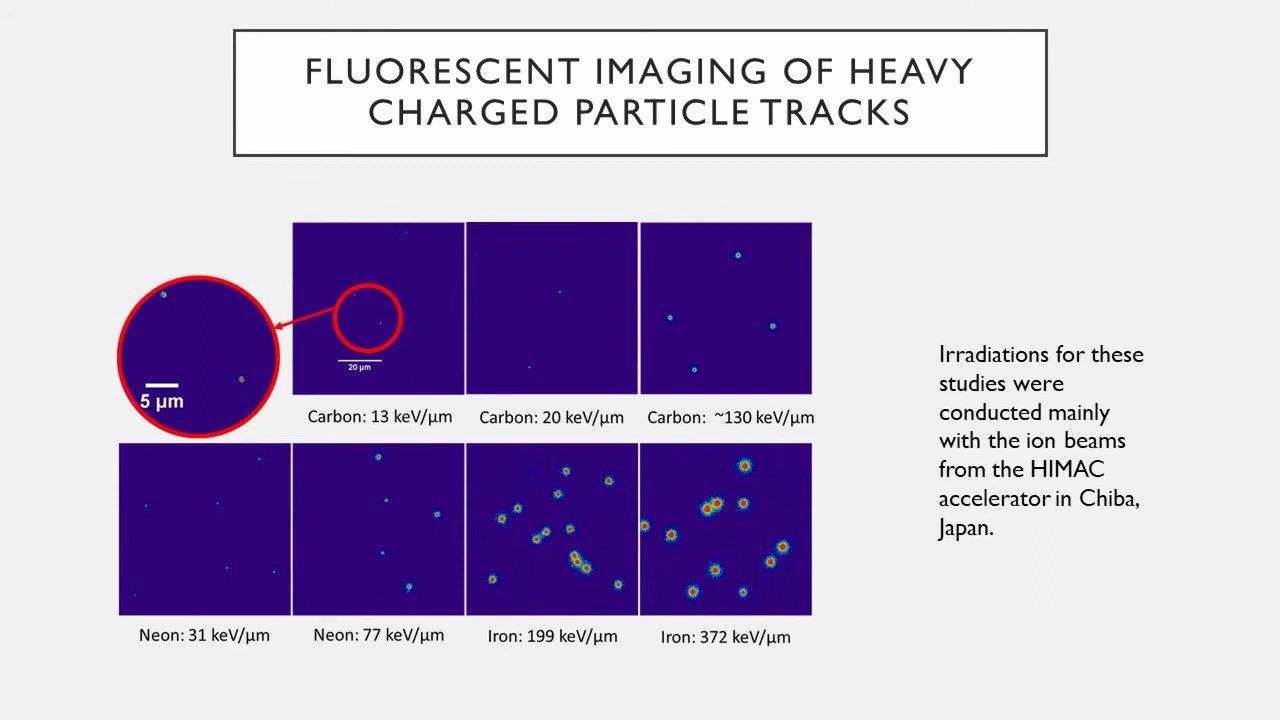 FLUORESCENT IMAGING OF HEAVY
CHARGED PARTICLE TRACKS
20 μm
5 μm
Carbon: 13 keV/μm
Carbon: 20 keV/μm
Carbon: ~130 keV/μm
Neon: 31 keV/μm
Neon: 77 keV/μm
Iron: 199 keV/μm
Iron: 372 keV/μm
Irradiations for these
studies were
conducted mainly
with the ion beams
from the HIMAC
accelerator in Chiba,
Japan.